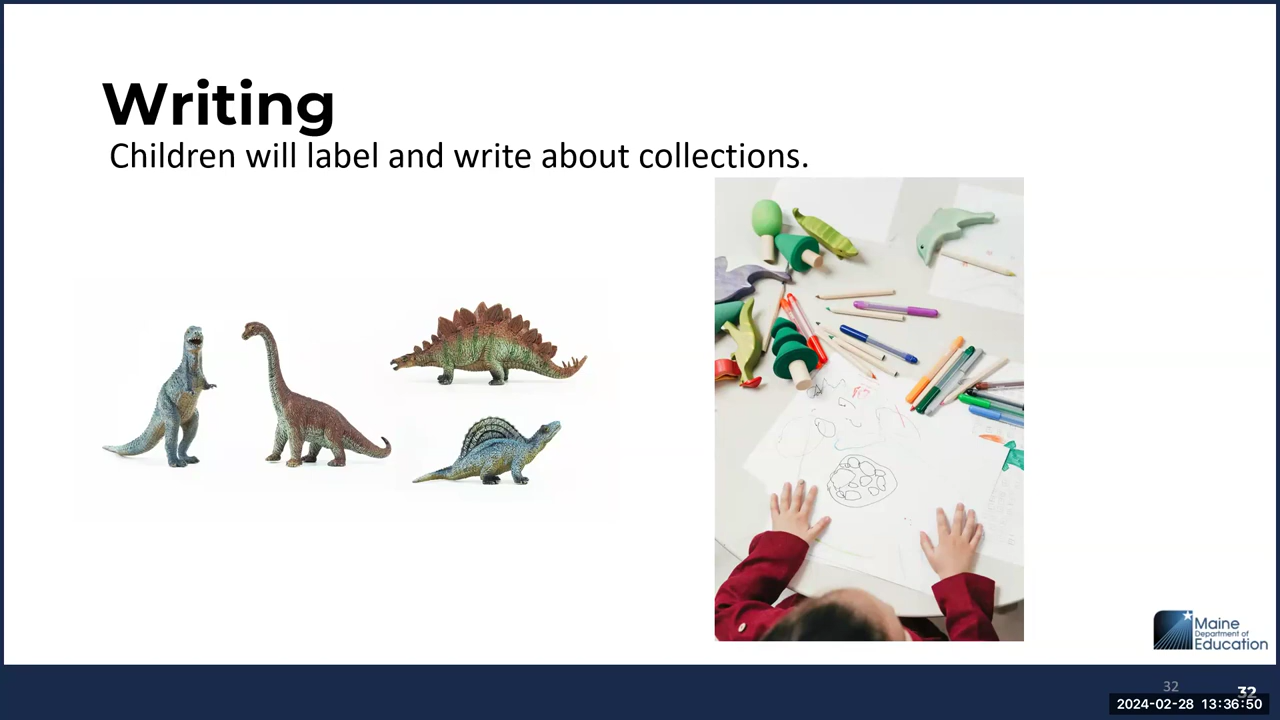 Writing
Children will label and write about collections.
Maine
Department of
Education
32
32
2024-02-28 13:36:50